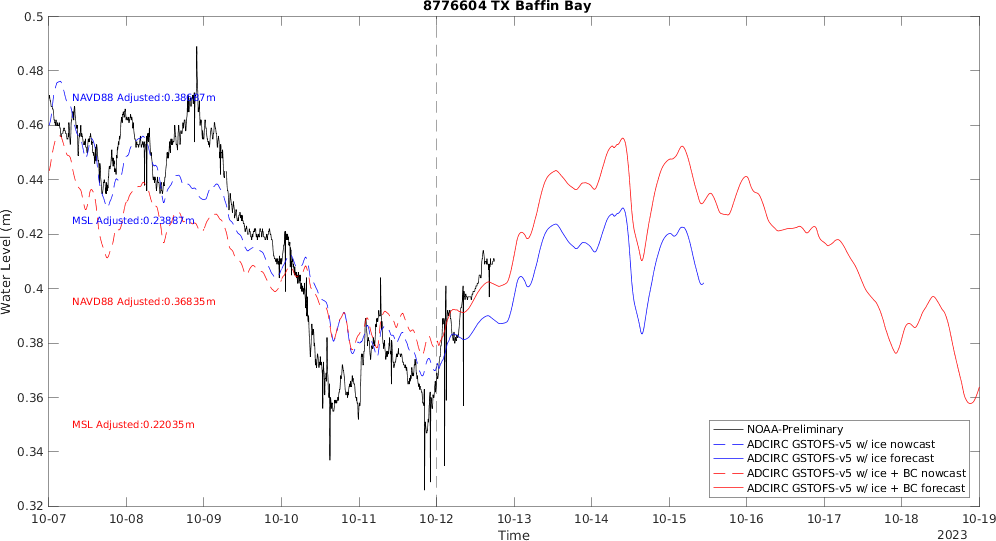 8776604 TX Baffin Bay
0.5
0.48
NAVD88 Adjusted:0.38687m
0.46
0.44
MSL Adjusted:0.23887m
0.42
Water Level (m)
0.4
NAVD88 Adjusted:0.36835m
0.38
0.36
MSL Adjusted:0.22035m
0.34
0.32
NOAA-Preliminary
ADCIRC GSTOFS-v5 w/ ice nowcast
ADCIRC GSTOFS-v5 w/ ice forecast
ADCIRC GSTOFS-v5 w/ ice + BC nowcast
ADCIRC GSTOFS-v5 w/ ice + BC forecast
10-07 10-08 10-09 10-10 10-11 10-12 10-13 10-14 10-15 10-16 10-17 10-18 10-19
Time
2023